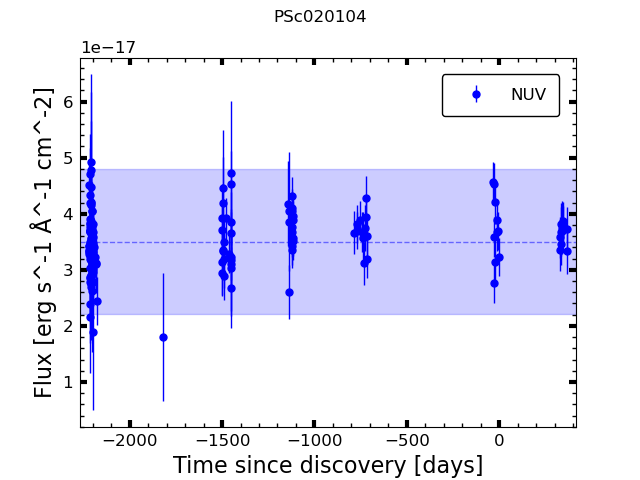 PSc020104
1e−17
NUV
6
5
4
3
2
1
Flux [erg s^-1 Å^-1 cm^-2]
−2000 −1500 −1000 −500 0
Time since discovery [days]